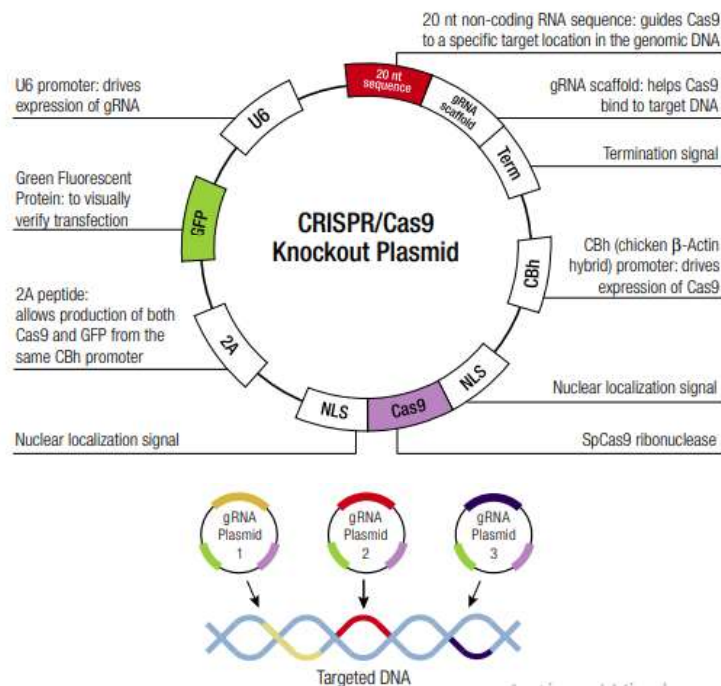 20 nt non-coding RNA sequence: guides Cas9
to a specific target location in the genomic DNA
U6 promoter: drives
expression of gRNA
20 nt
sequence
gRNA
scaffold
gRNA scaffold: helps Cas9
bind to target DNA
U6
Term
Termination signal
Green Fluorescent
Protein: to visually
verify transfection
GFP
CRISPR/Cas9
Knockout Plasmid
CBh
CBh (chicken β-Actin
hybrid) promoter: drives
expression of Cas9
2A peptide:
allows production of both
Cas9 and GFP from the
same CBh promoter
2A
NLS
Cas9
NLS
Nuclear localization signal
Nuclear localization signal
SpCas9 ribonuclease
gRNA
Plasmid
1
gRNA
Plasmid
2
gRNA
Plasmid
3
Targeted DNA